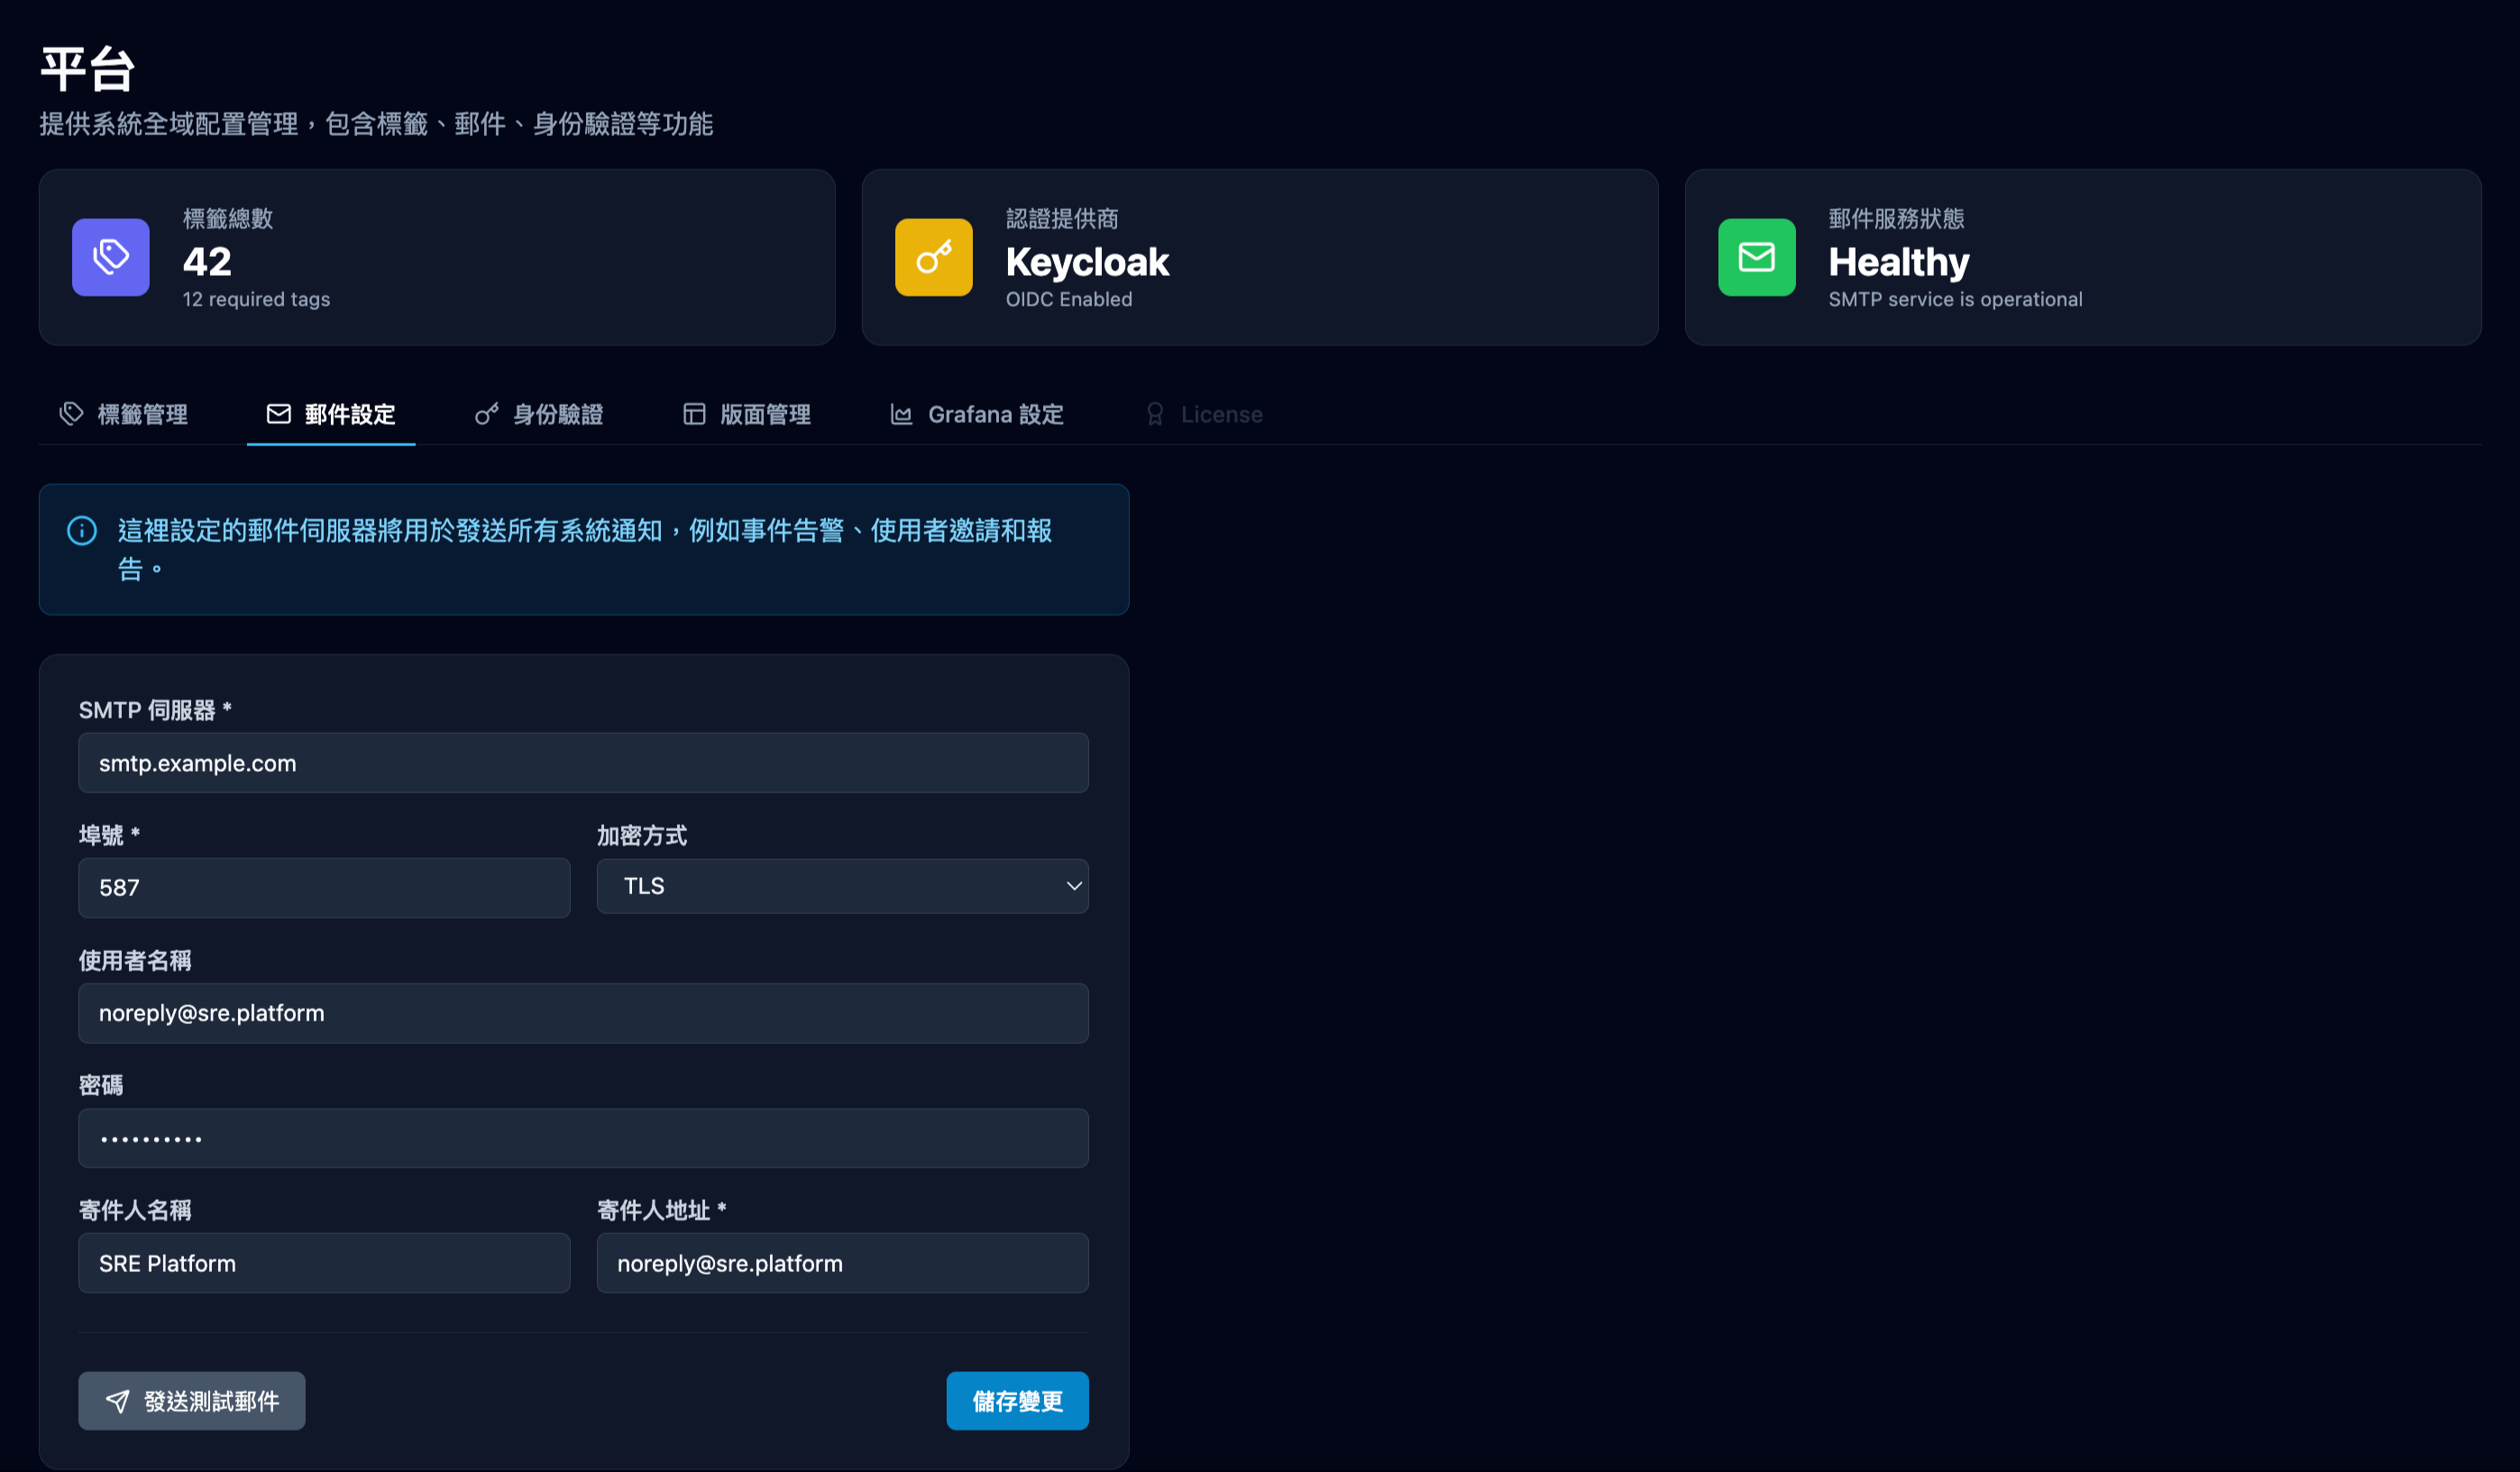 平台
提供系統全域配置管理，包含標籤、郵件、身份驗證等功能
標籤總數
42
12 required tags
認證提供商
Keycloak
OIDC Enabled
郵件服務狀態
Healthy
SMTP service is operational
標籤管理
郵件設定
身份驗證
版面管理
Grafana 設定
License
這裡設定的郵件伺服器將用於發送所有系統通知，例如事件告警、使用者邀請和報
告。
SMTP 伺服器 *
smtp.example.com
埠號 *
加密方式
587
TLS
使用者名稱
noreply@sre.platform
密碼
••••••••••
寄件人名稱
寄件人地址 *
SRE Platform
noreply@sre.platform
發送測試郵件
儲存變更